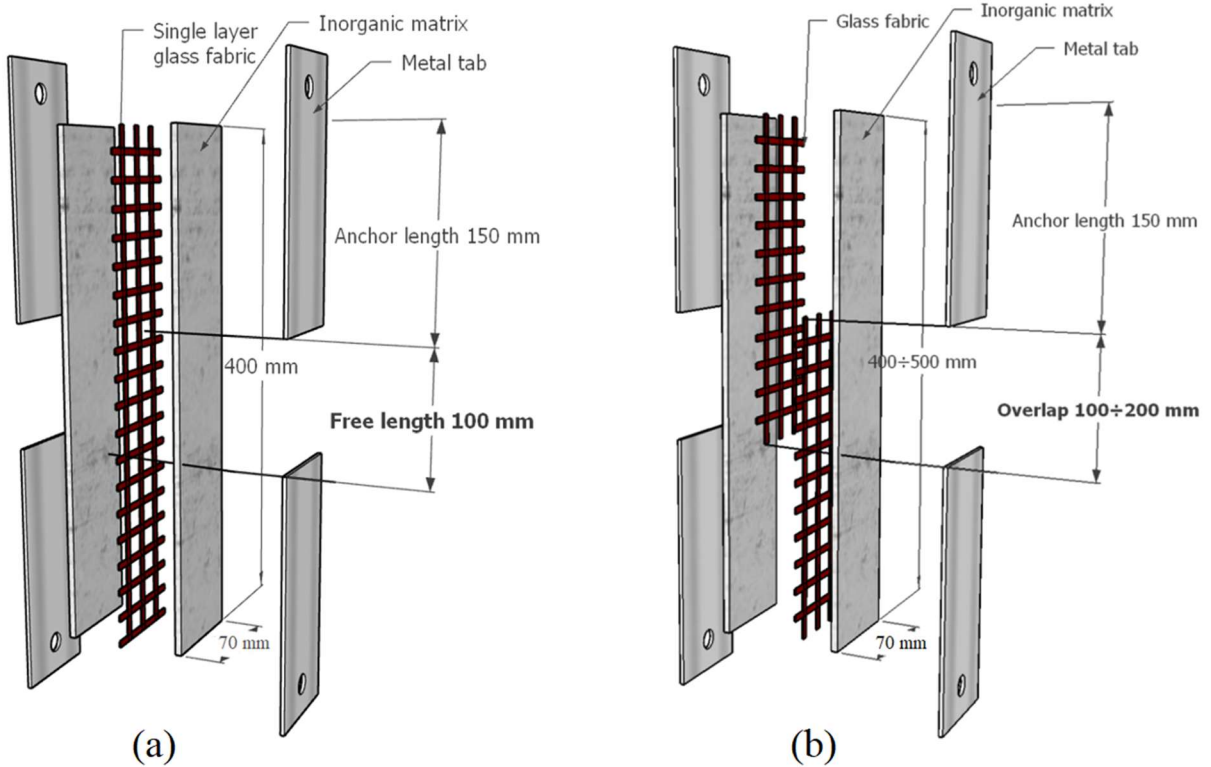 Single layer
glass fabric
Inorganic matrix
Metal tab
Anchor length 150 mm
400 mm
Free length 100 mm
70 mm
(a)
Glass fabric
Inorganic matrix
Metal tab
Anchor length 150 mm
400÷500 mm
Overlap 100÷200 mm
70 mm
(b)